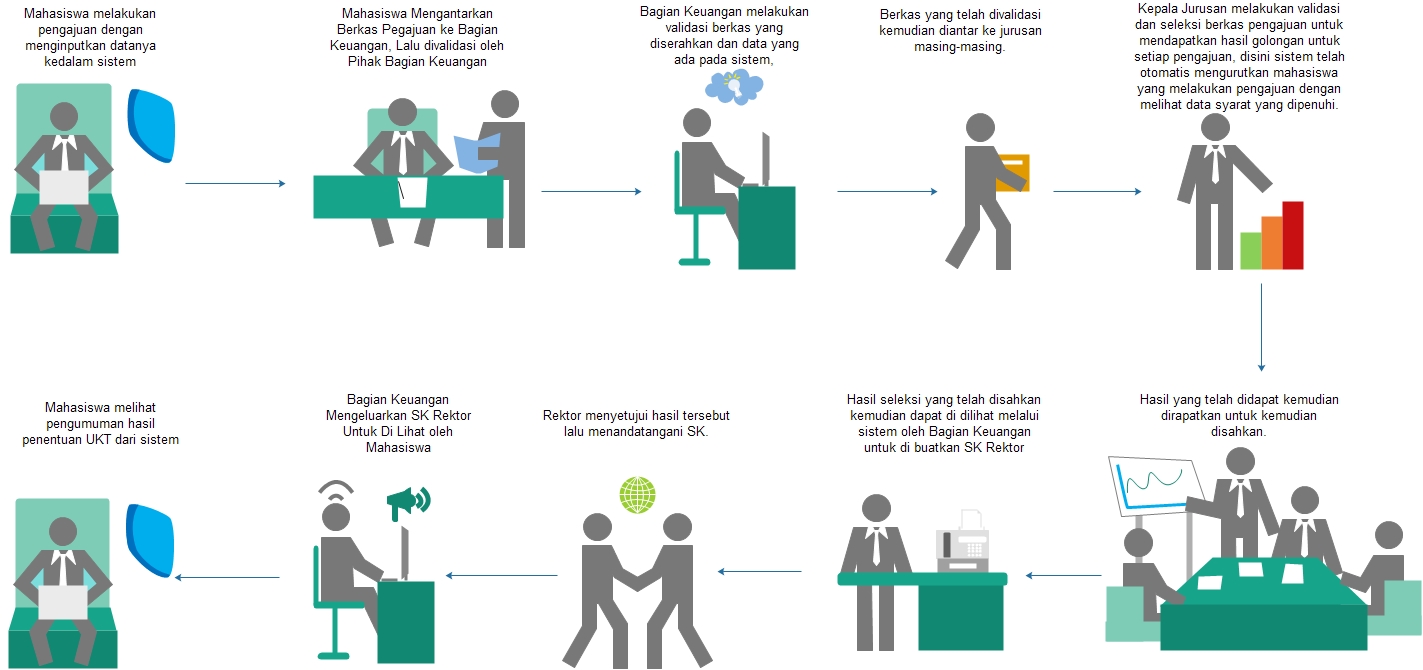 Mahasiswa melakukan
pengajuan dengan
menginputkan datanya
kedalam sistem
Mahasiswa Mengantarkan
Berkas Pegajuan ke Bagian
Keuangan, Lalu divalidasi oleh
Pihak Bagian Keuangan
Bagian Keuangan melakukan
validasi berkas yang
diserahkan dan data yang
ada pada sistem,
Berkas yang telah divalidasi
kemudian diantar ke jurusan
masing-masing.
Kepala Jurusan melakukan validasi
dan seleksi berkas pengajuan untuk
mendapatkan hasil golongan untuk
setiap pengajuan, disini sistem telah
otomatis mengurutkan mahasiswa
yang melakukan pengajuan dengan
melihat data syarat yang dipenuhi.
Hasil yang telah didapat kemudian
dirapatkan untuk kemudian
disahkan.
Hasil seleksi yang telah disahkan
kemudian dapat di dilihat melalui
sistem oleh Bagian Keuangan
untuk di buatkan SK Rektor
Rektor menyetujui hasil tersebut
lalu menandatangani SK.
Bagian Keuangan
Mengeluarkan SK Rektor
Untuk Di Lihat oleh
Mahasiswa
Mahasiswa melihat
pengumuman hasil
penentuan UKT dari sistem